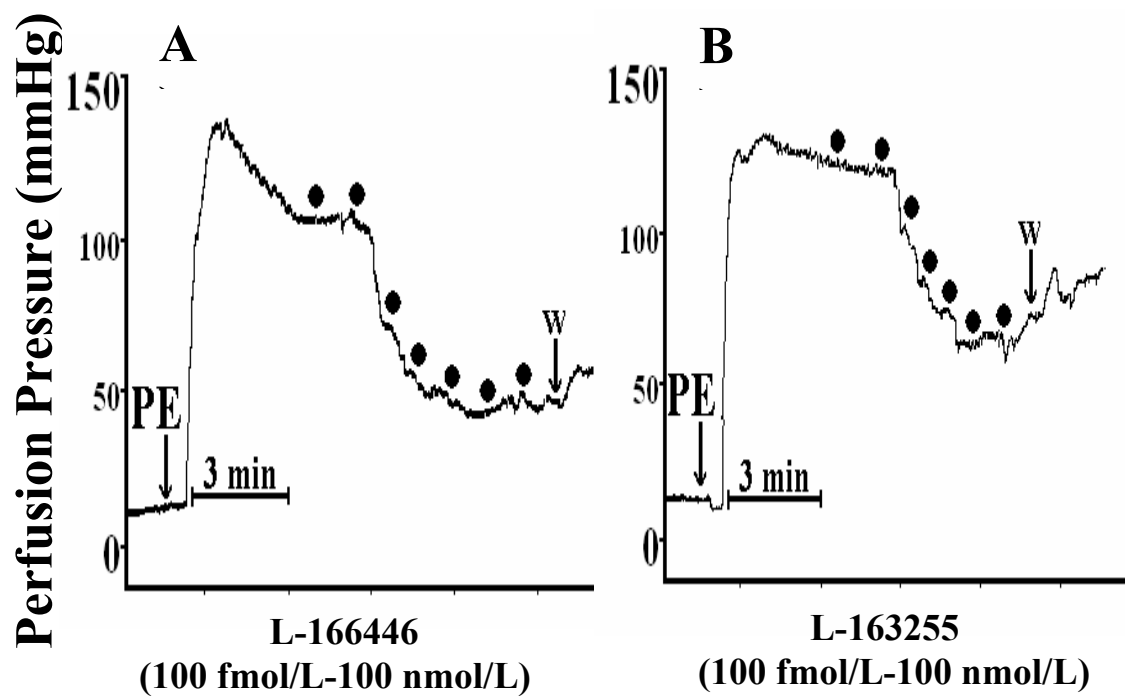 Perfusion Pressure (mmHg)
A
150
100
50
0
PE
3 min
W
L-166446
(100 fmol/L-100 nmol/L)
B
150
100
50
0
PE
3 min
W
L-163255
(100 fmol/L-100 nmol/L)